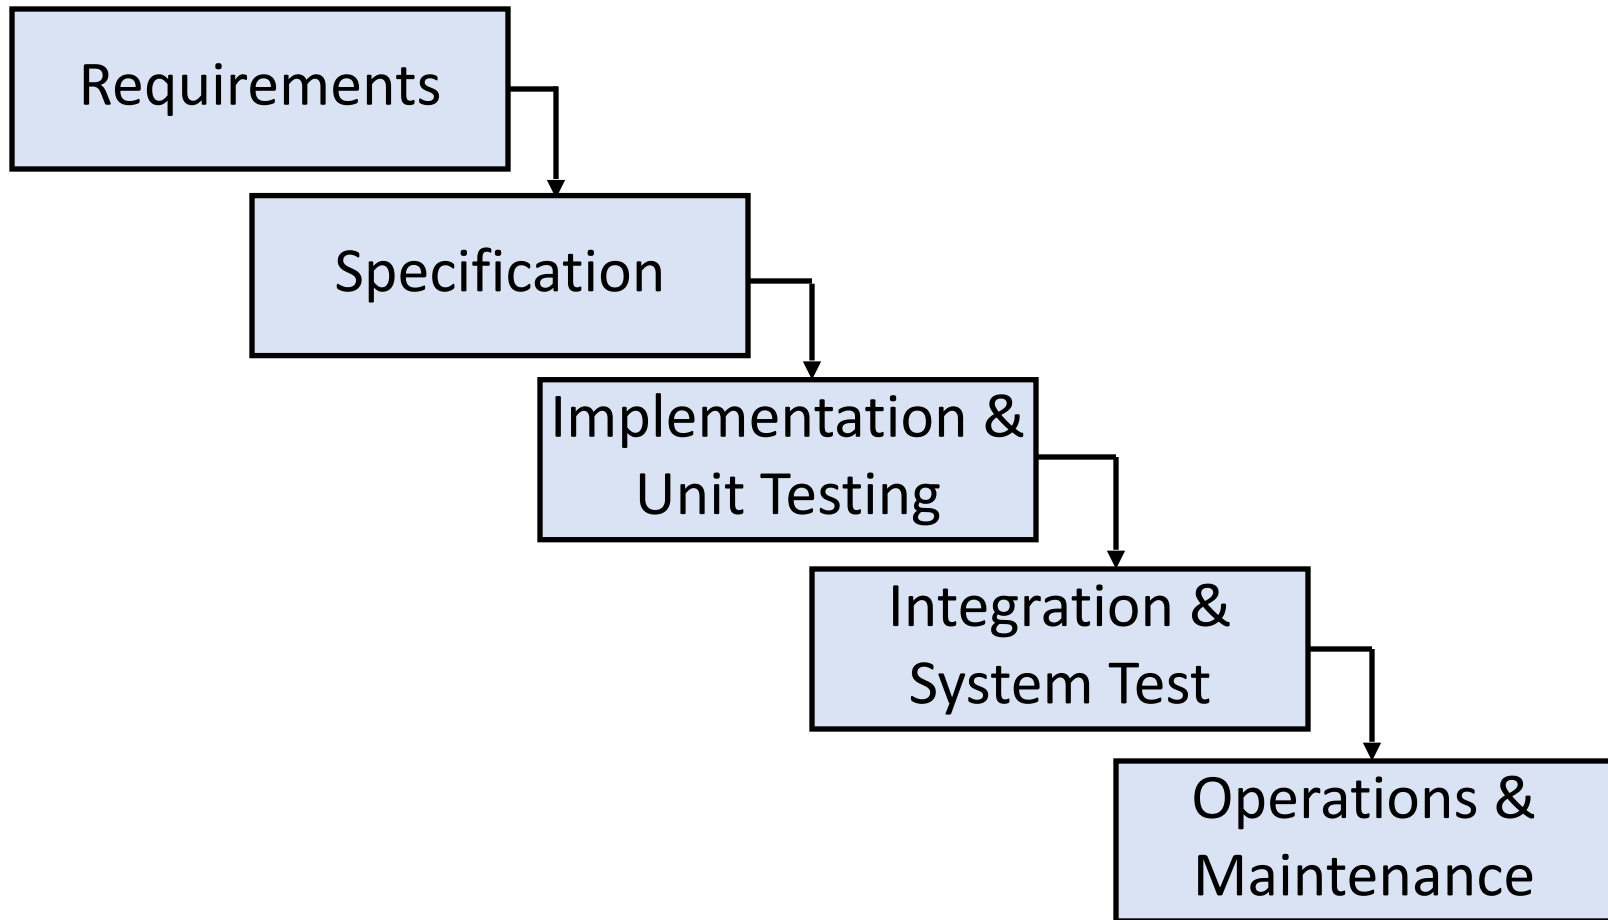 Requirements
Specification
Implementation &
Unit Testing
Integration &
System Test
Operations &
Maintenance